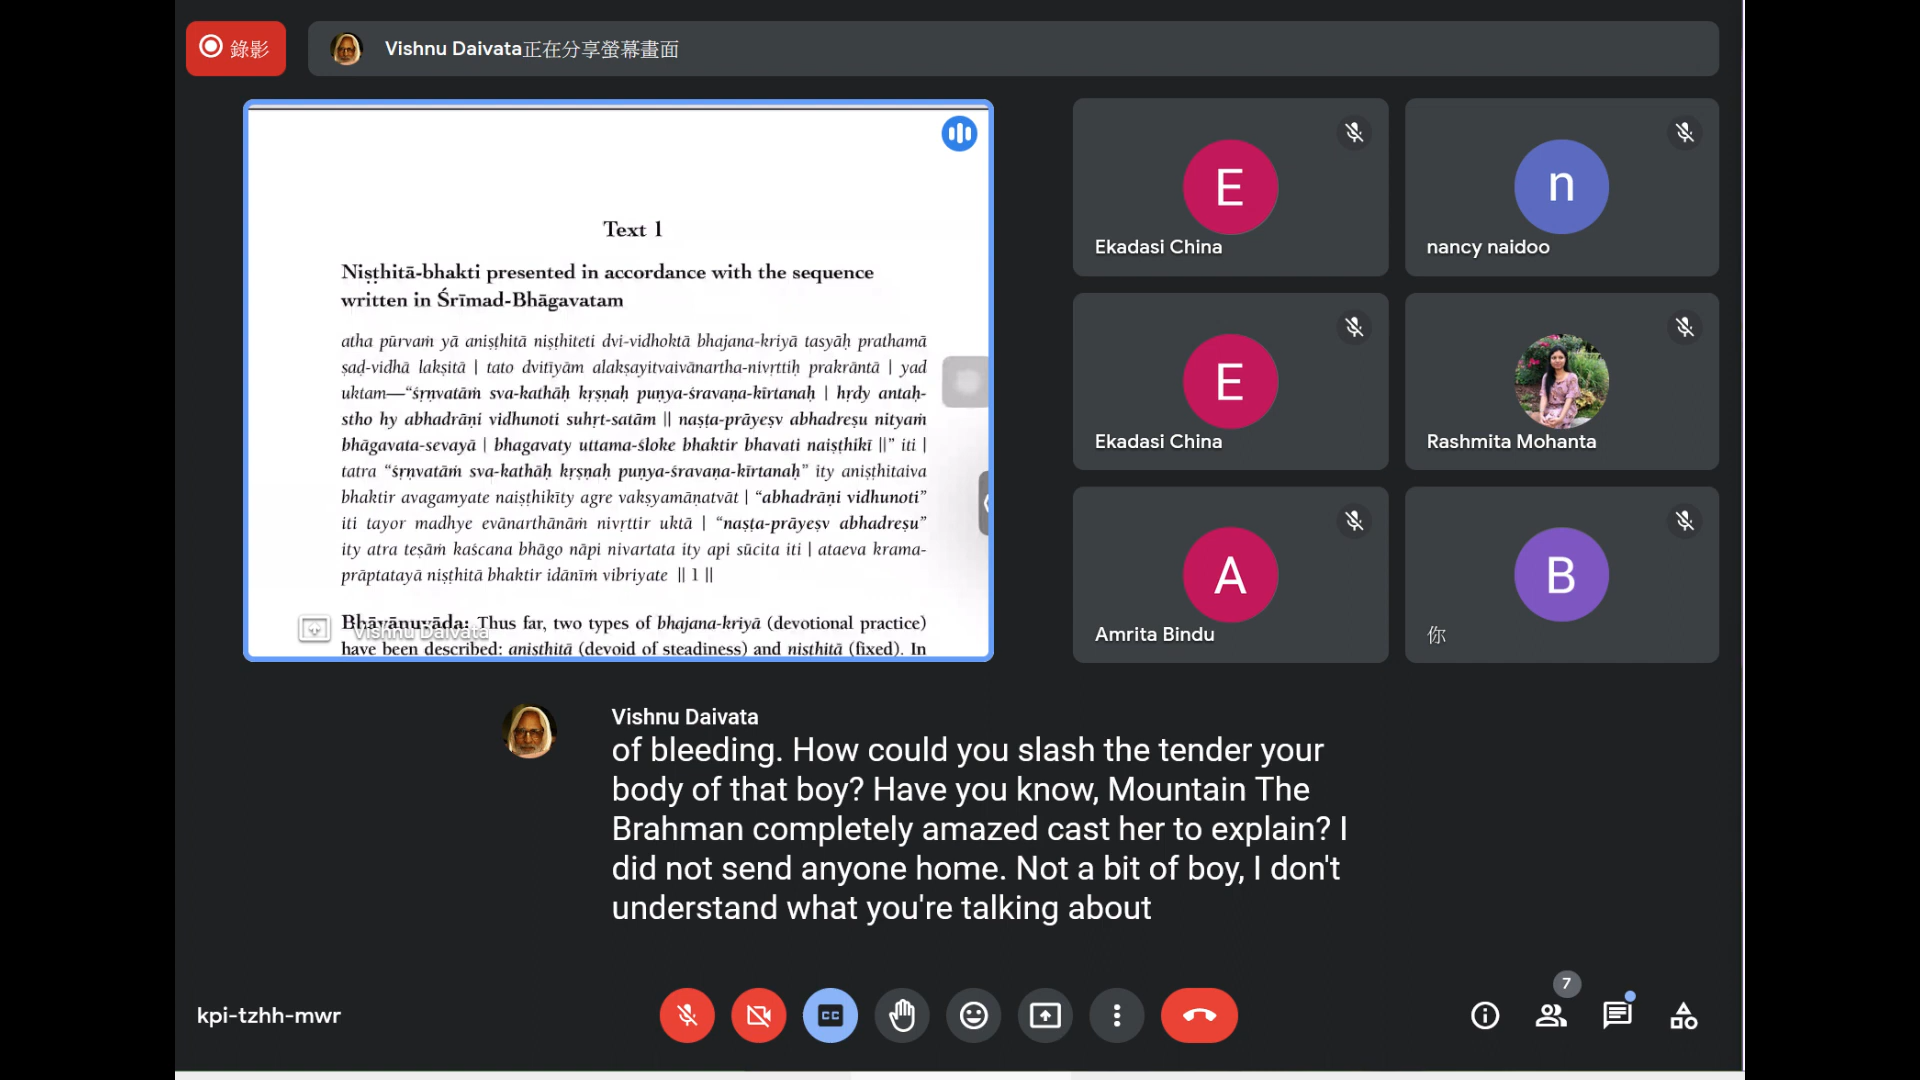 錄影
Vishnu Daivata正在分享螢幕畫面
Text 1
Niṣṭhitā-bhakti presented in accordance with the sequence
written in Śrīmad-Bhāgavatam
atha pūrvaṁ yā aniṣṭhitā niṣṭhiteti dvi-vidhoktā bhajana-kriyā tasyāḥ prathamā
ṣaḍ-vidhā lakṣitā | tato dvitīyām alakṣayitvaivānartha-nivṛttiḥ prakrāntā | yad
uktam—“śṛṇvatāṁ sva-kathāḥ kṛṣṇaḥ puṇya-śravaṇa-kīrtanaḥ | hṛdy antaḥ-
stho hy abhadrāṇi vidhunoti suhṛt-satām || naṣṭa-prāyeṣv abhadreṣu nityaṁ
bhāgavata-sevayā | bhagavaty uttama-śloke bhaktir bhavati naiṣṭhikī ||” iti |
tatra “śṛṇvatāṁ sva-kathāḥ kṛṣṇaḥ puṇya-śravaṇa-kīrtanaḥ” ity aniṣṭhitaiva
bhaktir avagamyate naiṣṭhikīty agre vakṣyamāṇatvāt | “abhadrāṇi vidhunoti”
iti tayor madhye evānarthānāṁ nivṛttir uktā | “naṣṭa-prāyeṣv abhadreṣu”
ity atra teṣāṁ kaścana bhāgo nāpi nivartata ity api sūcita iti | ataeva krama-
prāptatayā niṣṭhitā bhaktir idānīṁ vibriyate || 1 ||
Bhāvānuvāda: Thus far, two types of bhajana-kriyā (devotional practice)
Vishnu Daivata
have been described: aniṣṭhitā (devoid of steadiness) and niṣṭhitā (fixed). In
Ekadasi China
nancy naidoo
Ekadasi China
Rashmita Mohanta
Amrita Bindu
你
E
n
E
A
B
Vishnu Daivata
of bleeding. How could you slash the tender your
body of that boy? Have you know, Mountain The
Brahman completely amazed cast her to explain? I
did not send anyone home. Not a bit of boy, I don't
understand what you're talking about
kpi-tzhh-mwr
CC
7